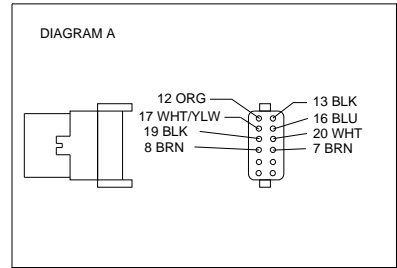 DIAGRAM A
12 ORG 13 BLK
17 WHT/YLW 16 BLU
19 BLK 20 WHT
8 BRN 7 BRN